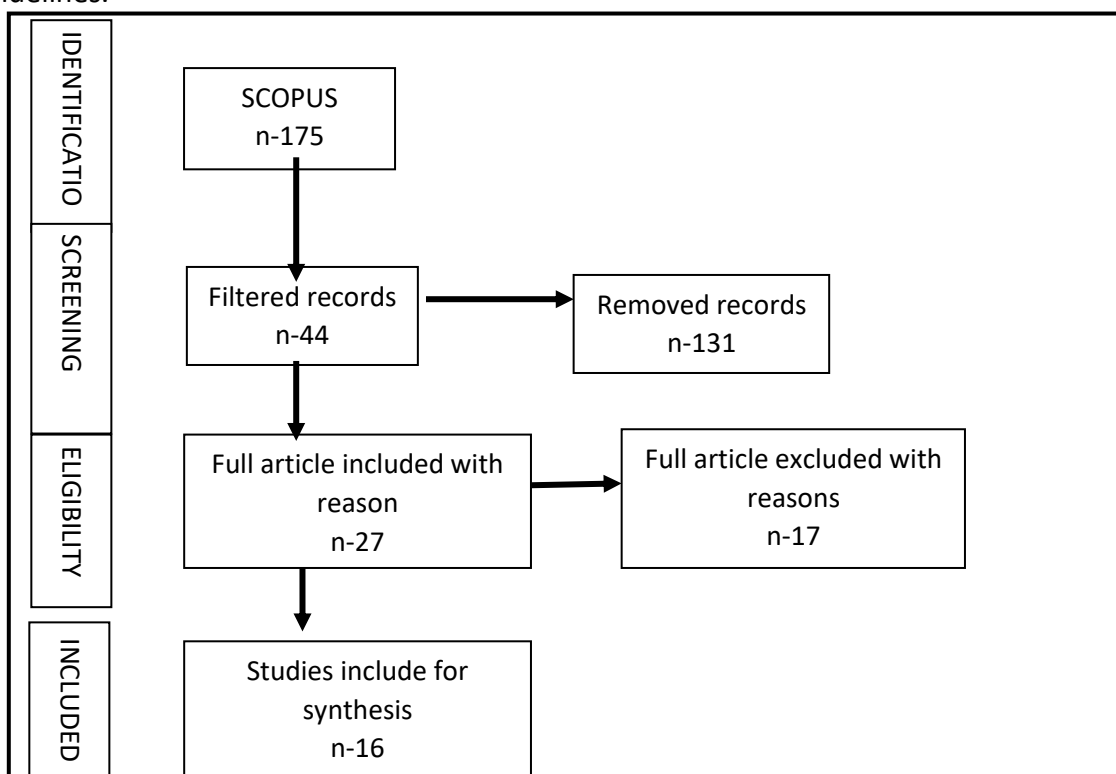 idelines.
IDENTIFICATIO
SCOPUS
n-175
SCREENING
Filtered records
n-44
Removed records
n-131
ELIGIBILITY
Full article included with
reason
n-27
Full article excluded with
reasons
n-17
INCLUDED
Studies include for
synthesis
n-16